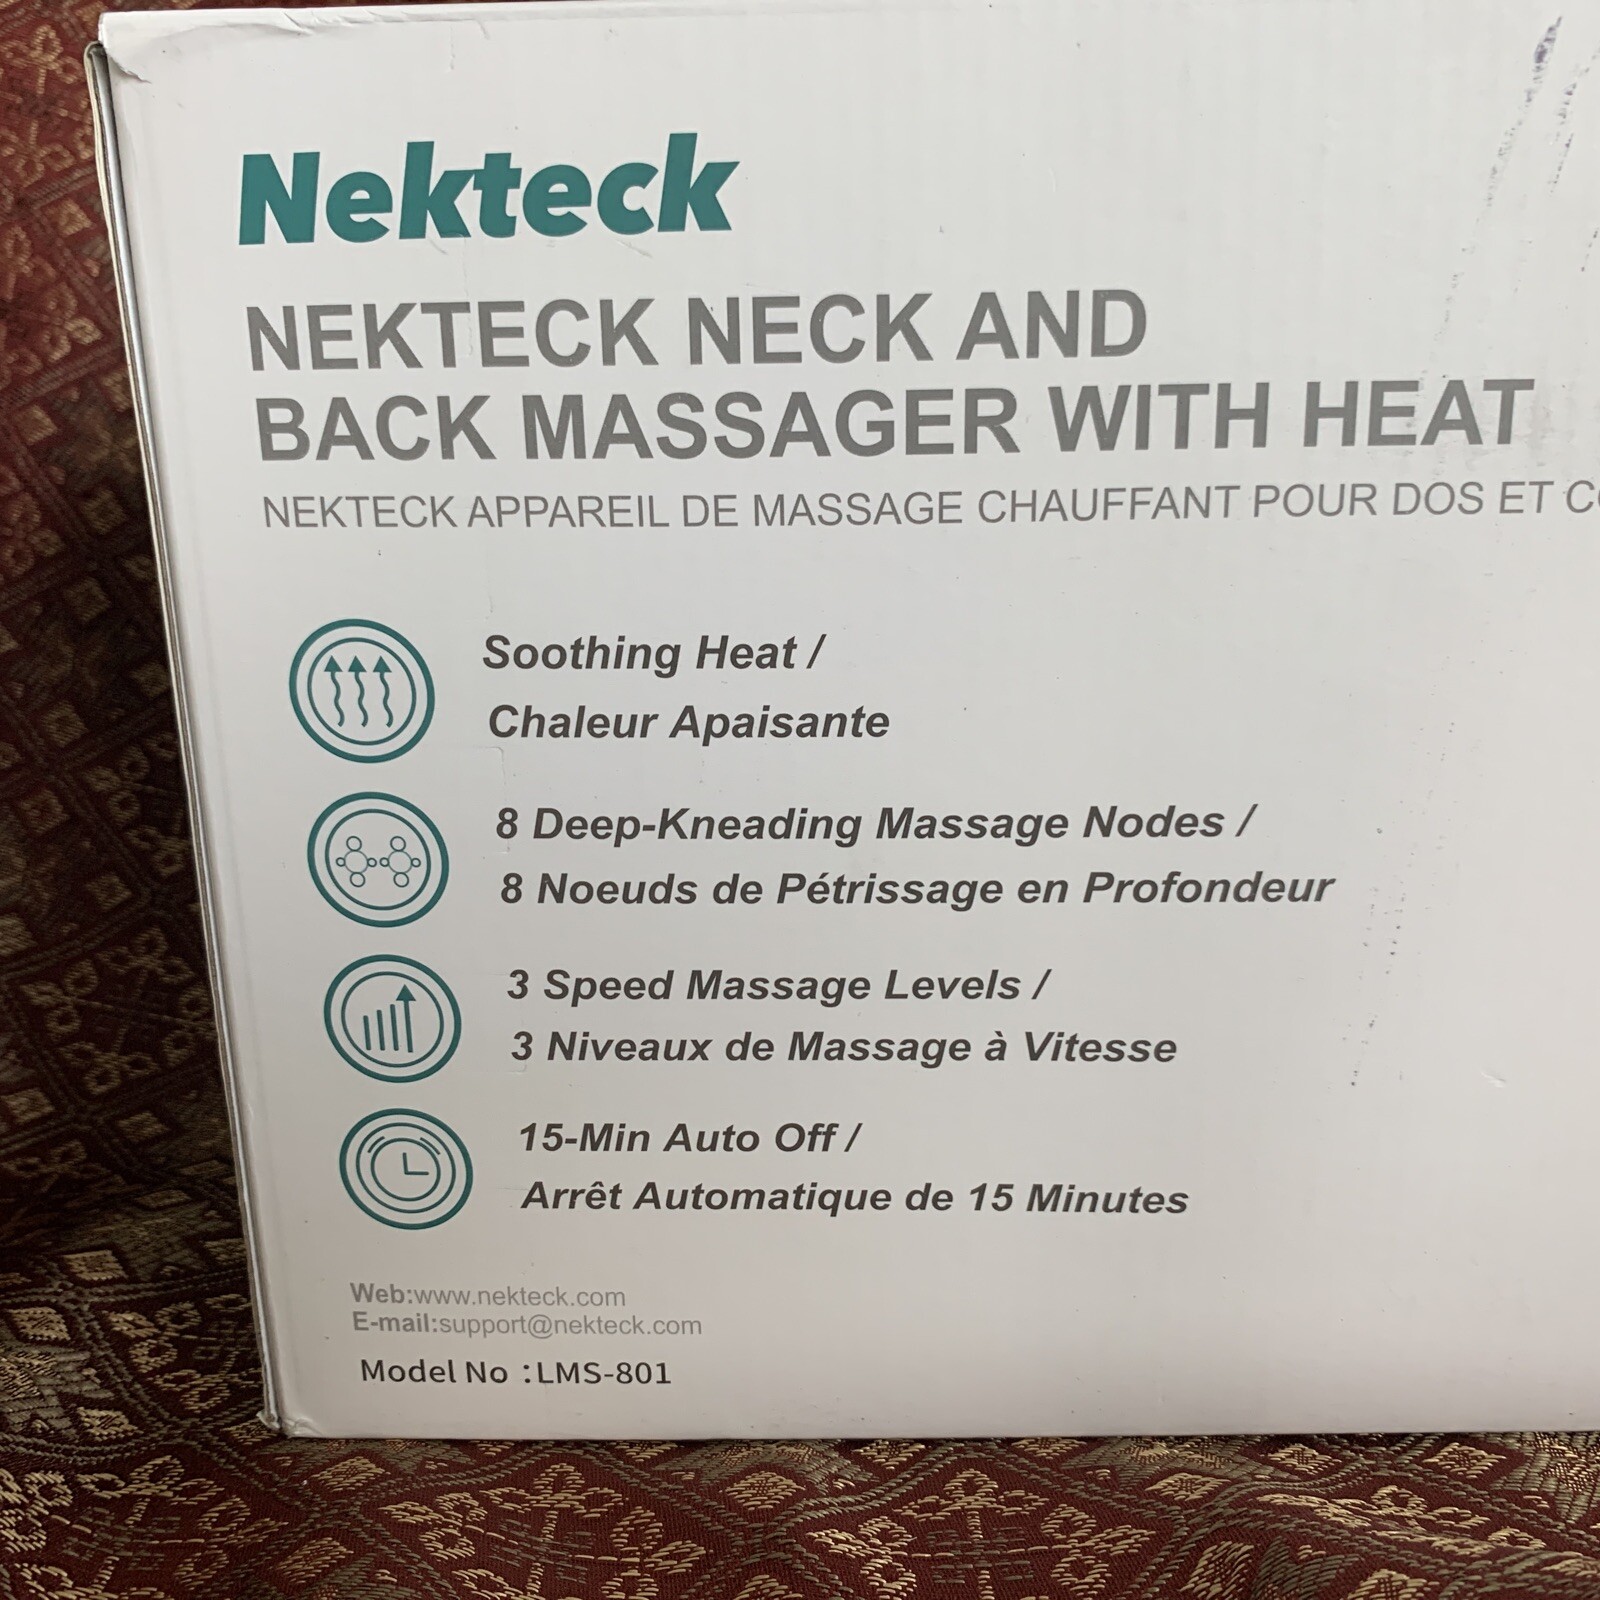 Nekteck
NEKTECK NECK AND
BACK MASSAGER WITH HEAT
NEKTECK APPAREIL DE MASSAGE CHAUFFANT POUR DOS ET
Soothing Heat /
Chaleur Apaisante
8 Deep-Kneading Massage Nodes /
8 Noeuds de Pétrissage en Profondeur
3 Speed Massage Levels /
3 Niveaux de Massage à Vitesse
15-Min Auto Off /
Arrêt Automatique de 15 Minutes
Web:www.nekteck.com
E-mail:support@nekteck.com
Model No :LMS-801